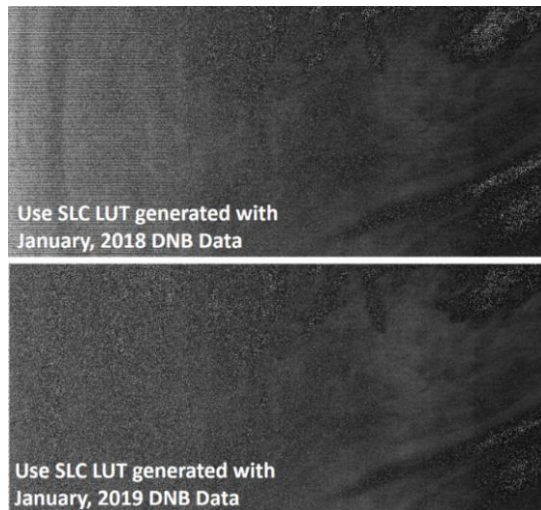 Use SLC LUT generated with
January, 2018 DNB Data
Use SLC LUT generated with
January, 2019 DNB Data